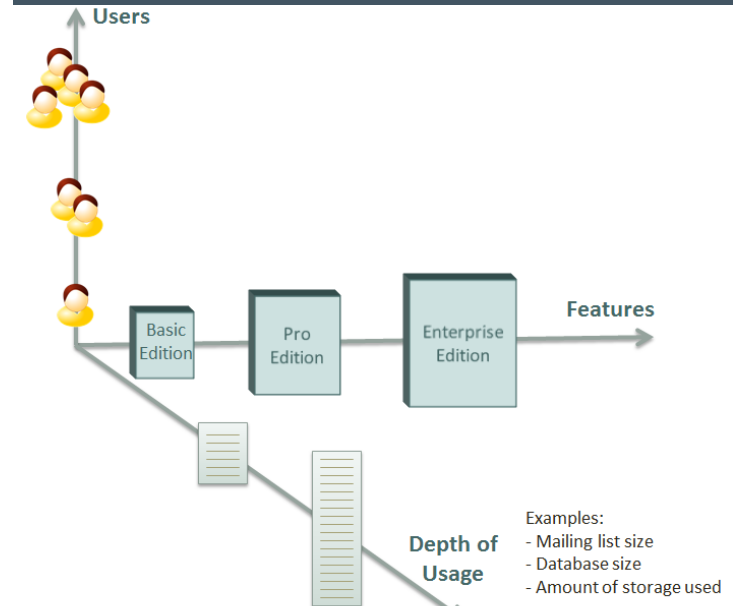 Users
Basic
Edition
Pro
Edition
Enterprise
Edition
Features
Depth of
Usage
Examples:
- Mailing list size
- Database size
- Amount of storage used